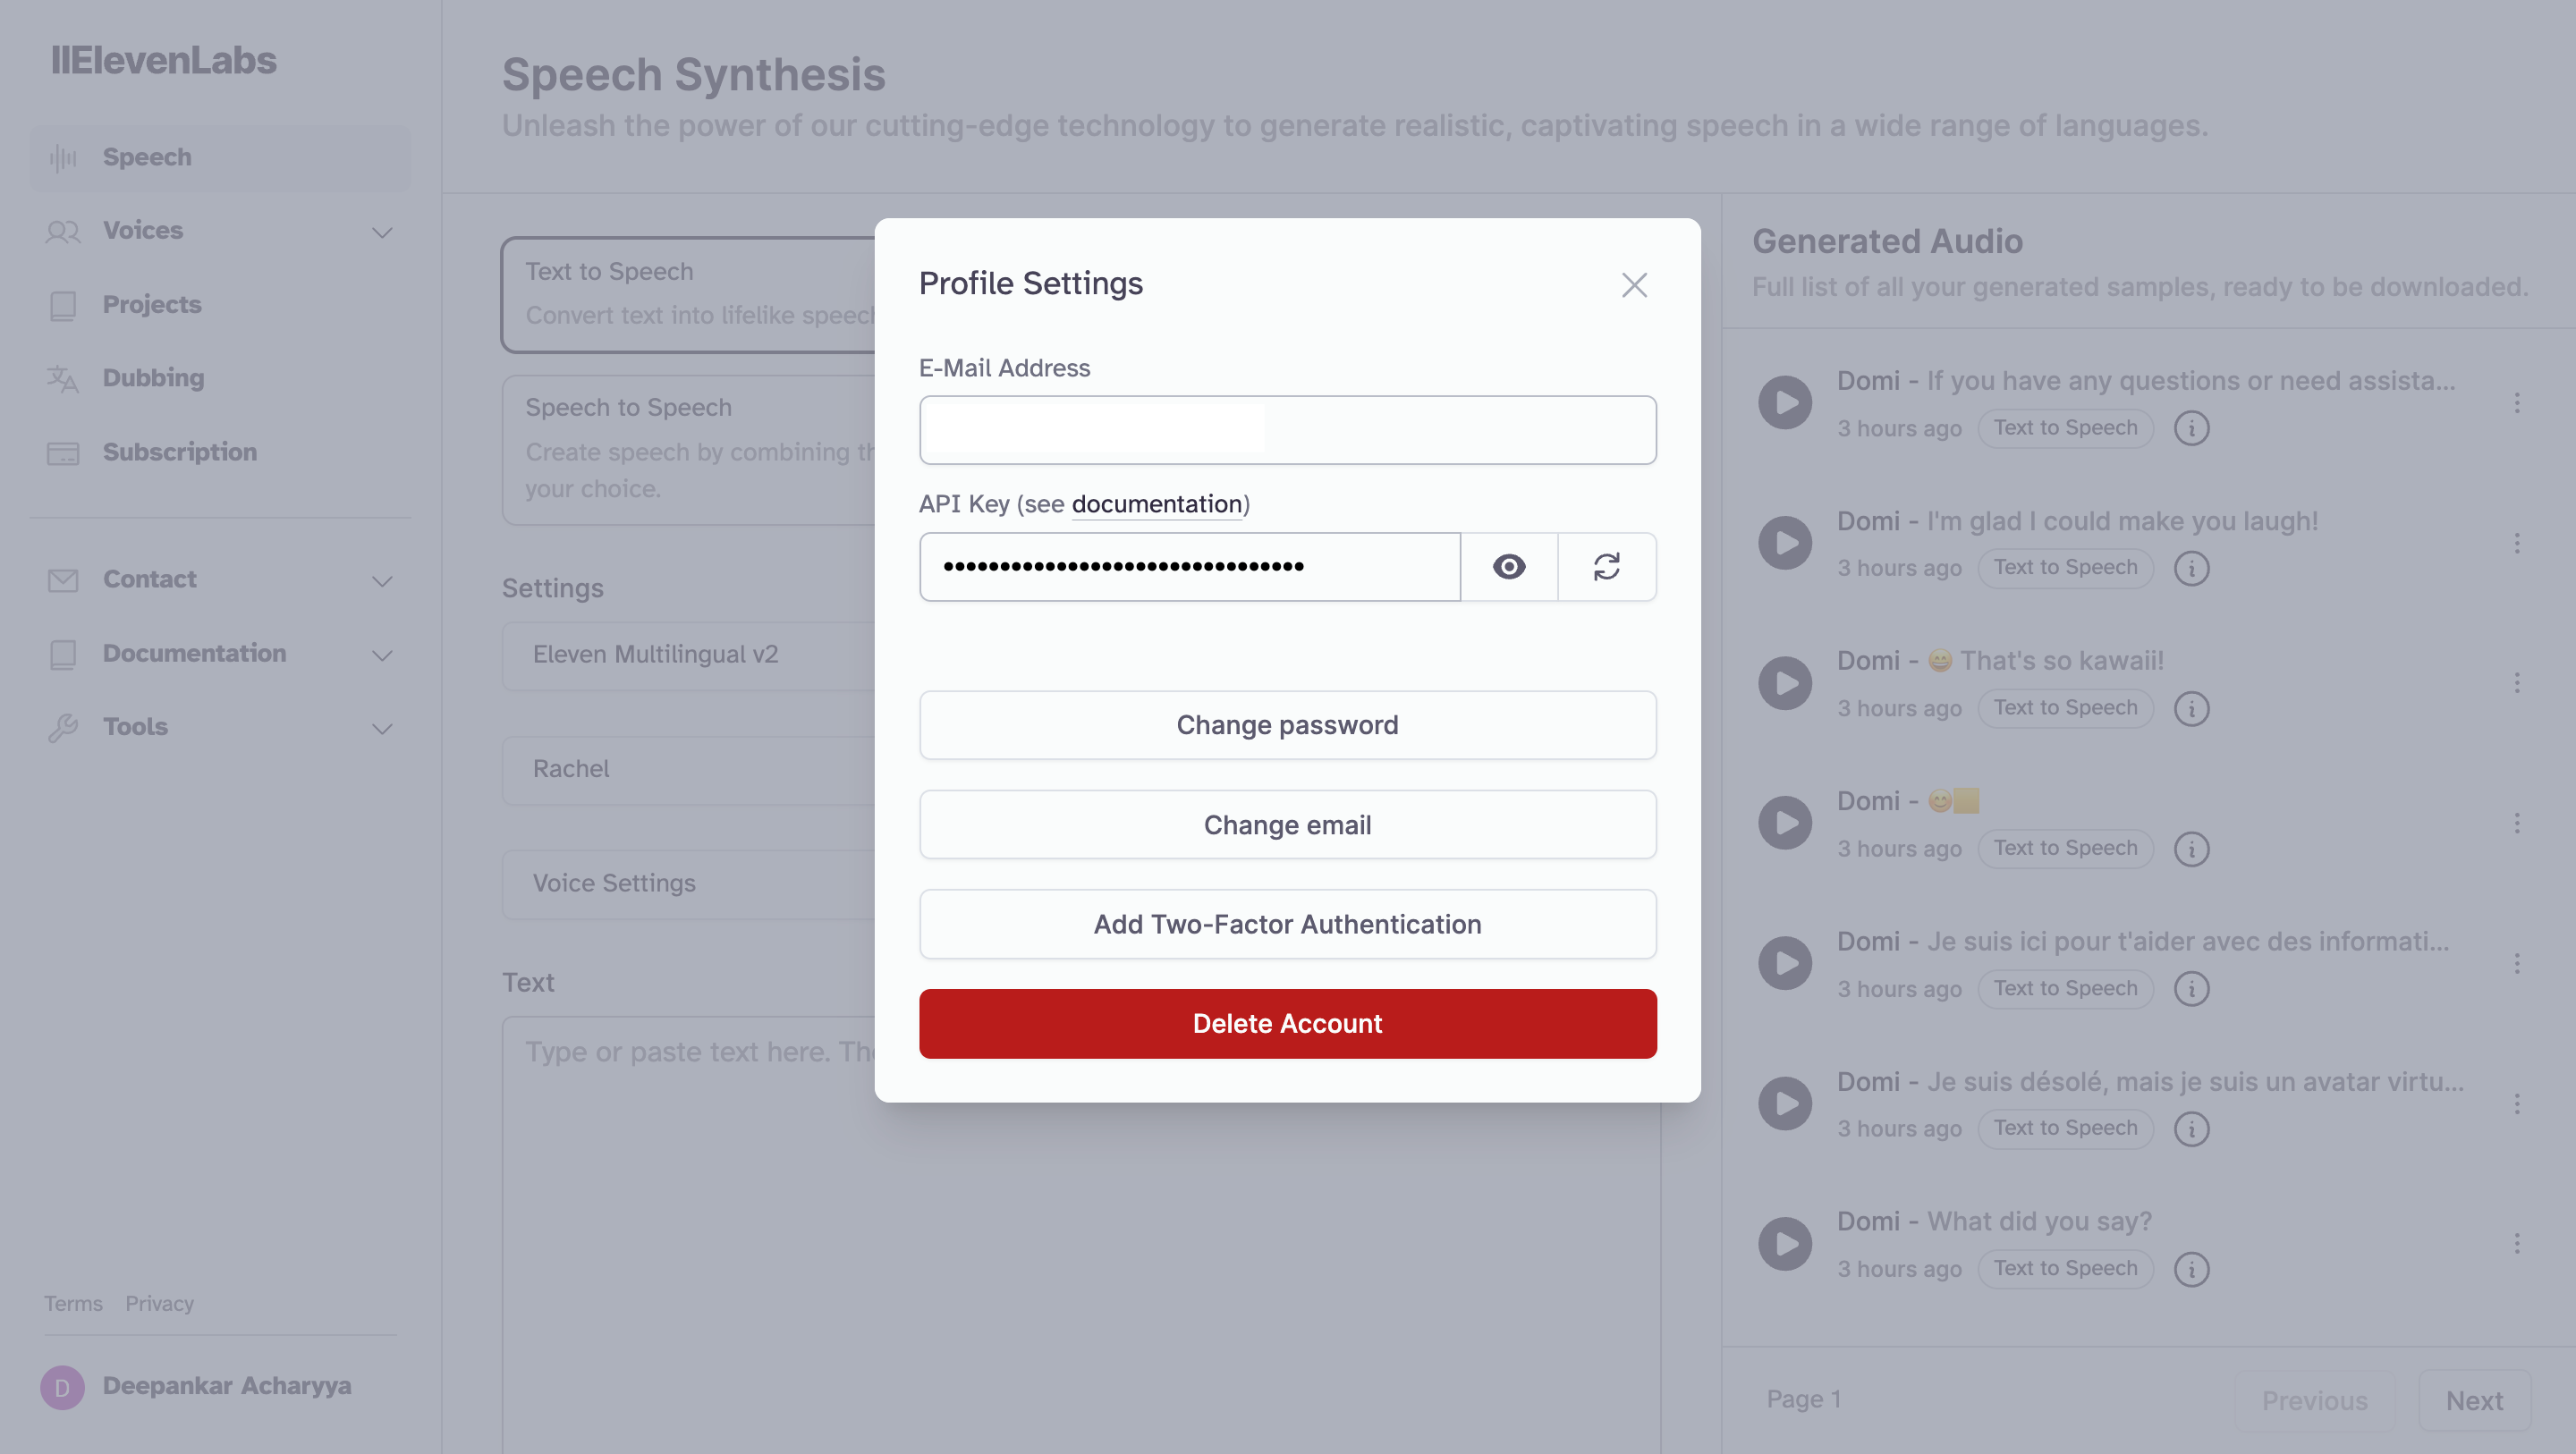 IIElevenLabs
Speech
Voices
Projects
Dubbing
Subscription
Contact
Documentation
Tools
Terms Privacy
D Deepankar Acharyya
Speech Synthesis
Unleash the power of our cutting-edge technology to generate realistic, captivating speech in a wide range of languages.
Text to Speech
Convert text into lifelike speech
Speech to Speech
Create speech by combining
your choice.
Settings
Eleven Multilingual v2
Rachel
Voice Settings
Text
Type or paste text here.
Profile Settings
E-Mail Address
API Key (see documentation)
••••••••••••••••••••••••••••••••
Change password
Change email
Add Two-Factor Authentication
Delete Account
Generated Audio
Full list of all your generated samples, ready to be downloaded.
Domi - If you have any questions or need assista...
3 hours ago Text to Speech
Domi - I'm glad I could make you laugh!
3 hours ago Text to Speech
Domi - 😄 That's so kawaii!
3 hours ago Text to Speech
Domi - 😊
3 hours ago Text to Speech
Domi - Je suis ici pour t'aider avec des informati...
3 hours ago Text to Speech
Domi - Je suis désolé, mais je suis un avatar virtu...
3 hours ago Text to Speech
Domi - What did you say?
3 hours ago Text to Speech
Page 1
Previous
Next